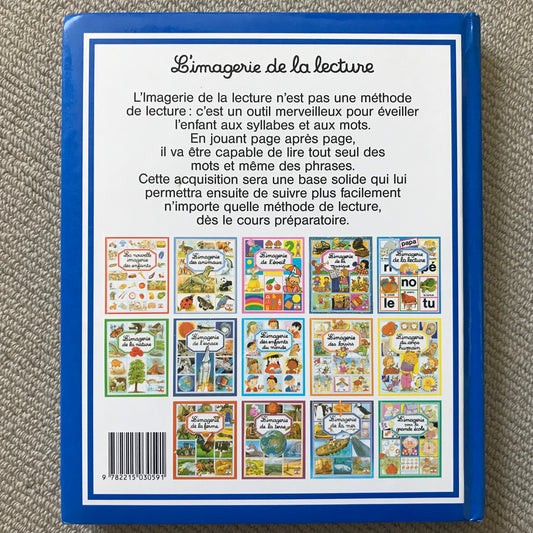 L'imagerie de la lecture
L'Imagerie de la lecture n'est pas une méthode
de lecture : c'est un outil merveilleux pour éveiller
l'enfant aux syllabes et aux mots.
En jouant page après page,
il va être capable de lire tout seul des
mots et même des phrases.
Cette acquisition sera une base solide qui lui
permettra ensuite de suivre plus facilement
n'importe quelle méthode de lecture,
dès le cours préparatoire.
La nouvelle
imagerie
des enfants
L'imagerie
des animaux
L'imagerie
de l'éveil
L'imagerie
de la
montagne
papa
L'imagerie
de la lecture
no
le
tu
L'imagerie
de la nature
L'imagerie
de l'espace
L'imagerie
des enfants
du monde
L'imagerie
des loisirs
L'imagerie
du corps
humain
L'imagerie
de la ferme
L'imagerie
de la terre
L'imagerie
de la mer
L'imagerie
pour la
grande école
9 782215 030591